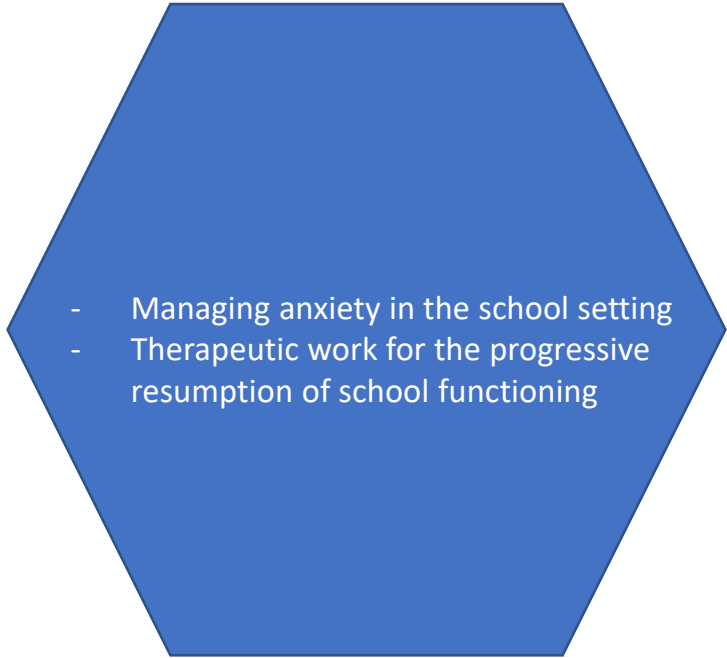 - Managing anxiety in the school setting
- Therapeutic work for the progressive
resumption of school functioning